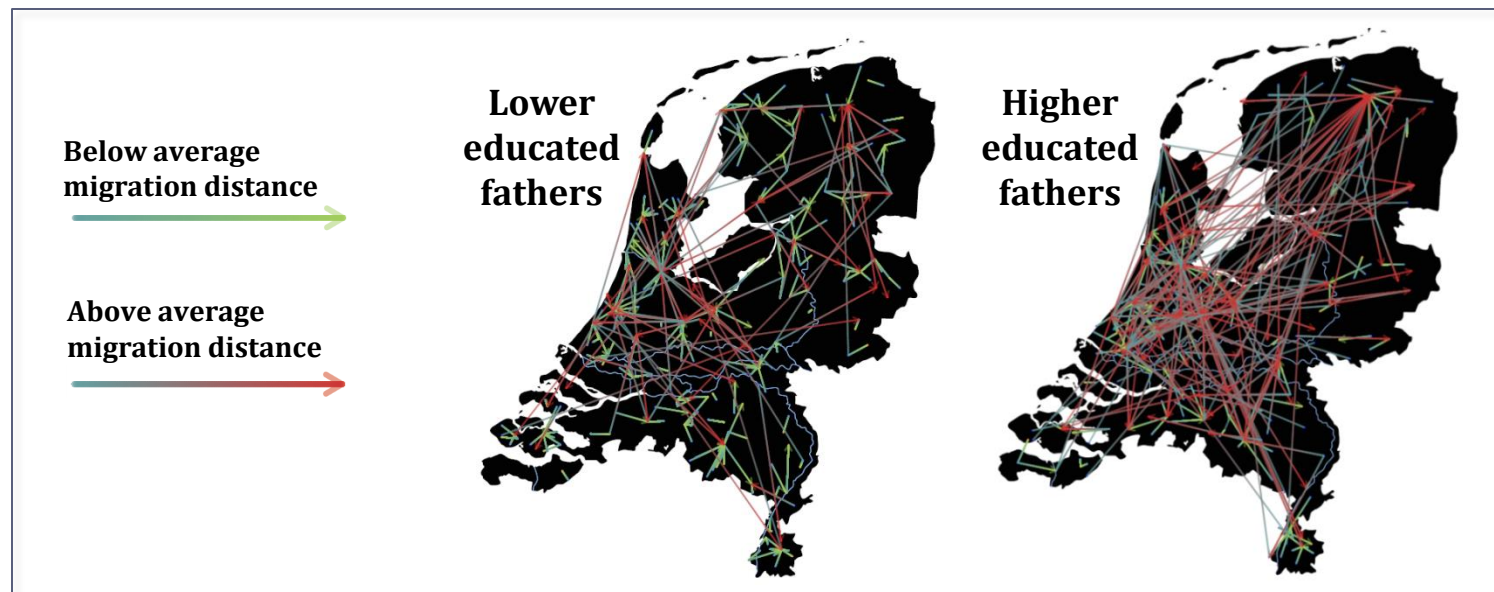 Below average
migration distance
Above average
migration distance
Lower
educated
fathers
Higher
educated
fathers